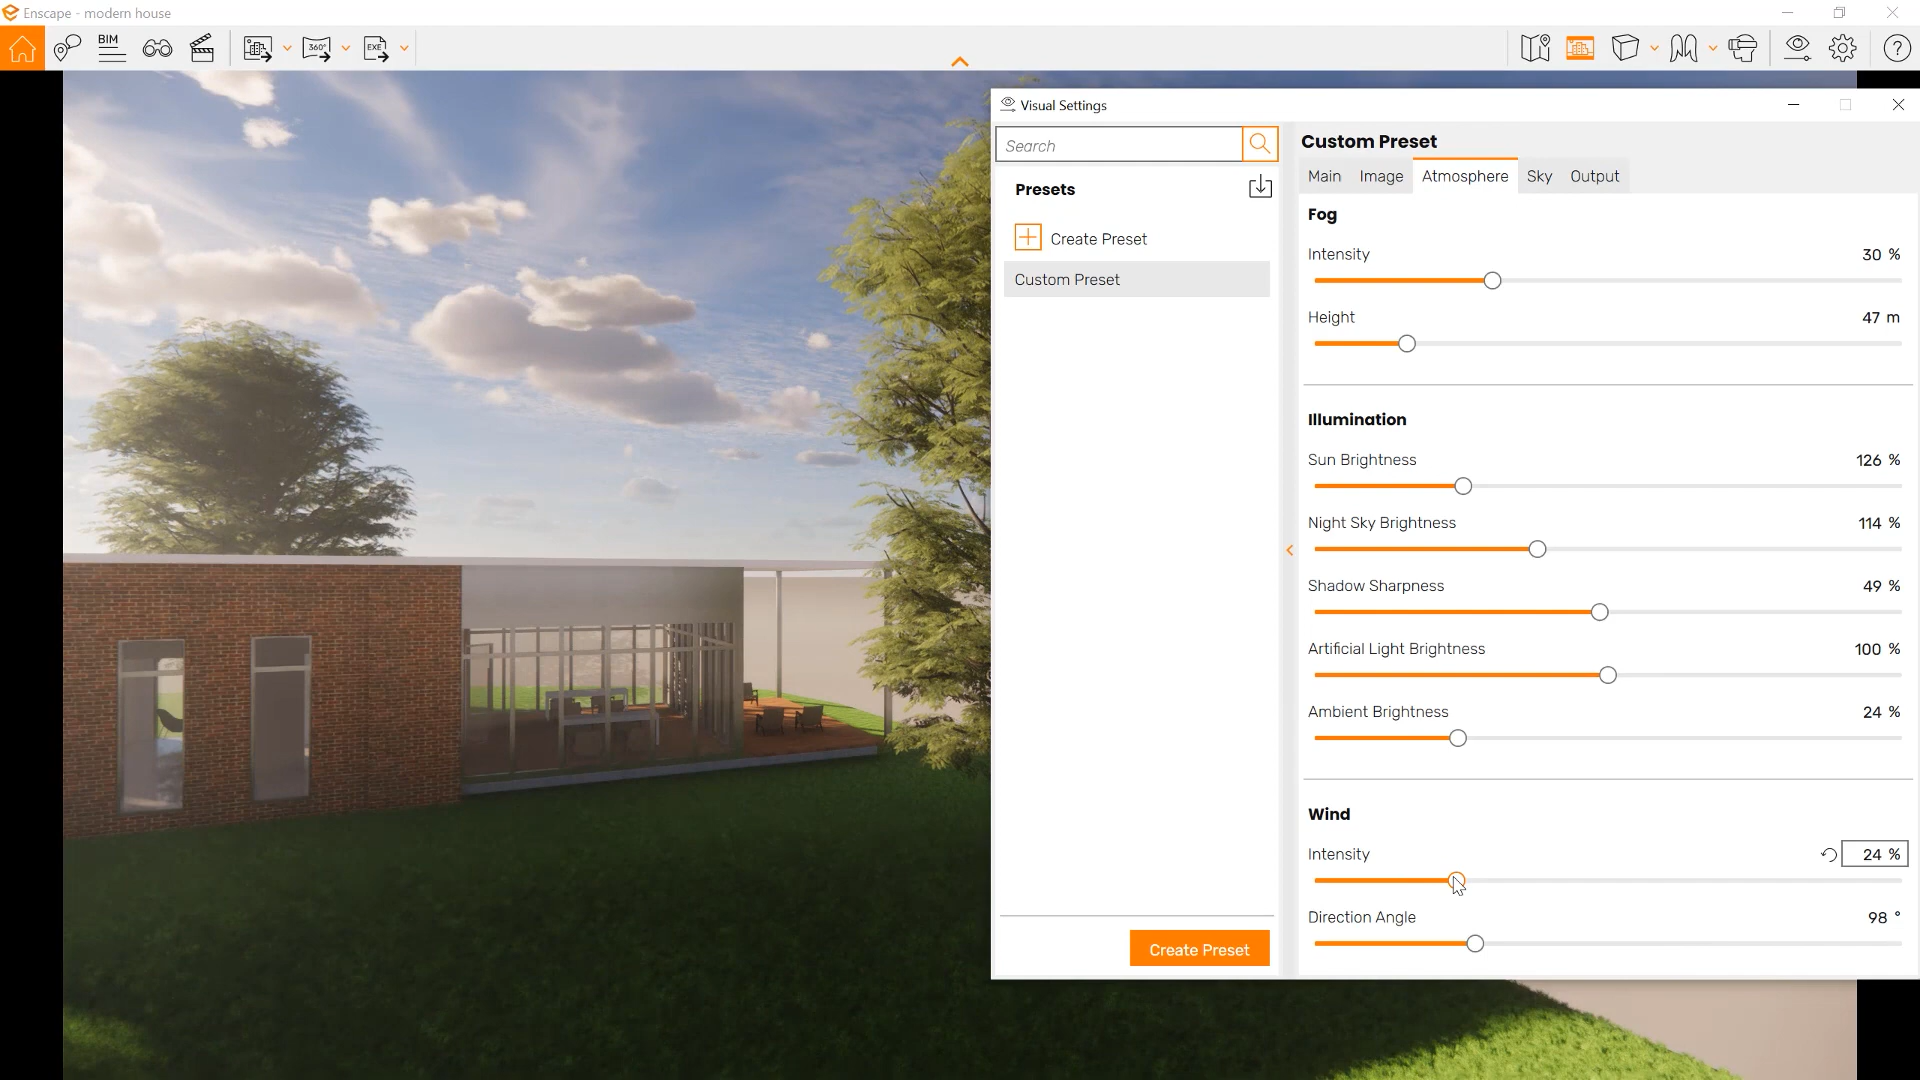 Enscape - modern house
BIM
360°
EXE
Visual Settings
Search
Presets
Create Preset
Custom Preset
Create Preset
Custom Preset
Main Image Atmosphere Sky Output
Fog
Intensity 30 %
Height 47 m
Illumination
Sun Brightness 126 %
Night Sky Brightness 114 %
Shadow Sharpness 49 %
Artificial Light Brightness 100 %
Ambient Brightness 24 %
Wind
Intensity 24 %
Direction Angle 98 °